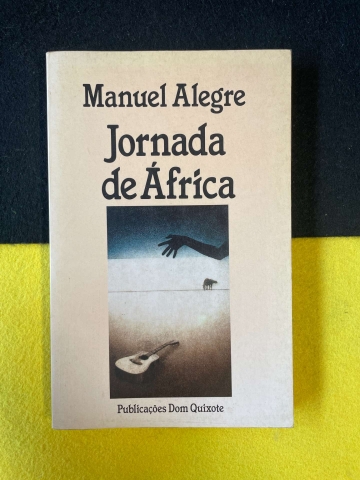 Manuel Alegre
Jornada
de África
Publicações Dom Quixote